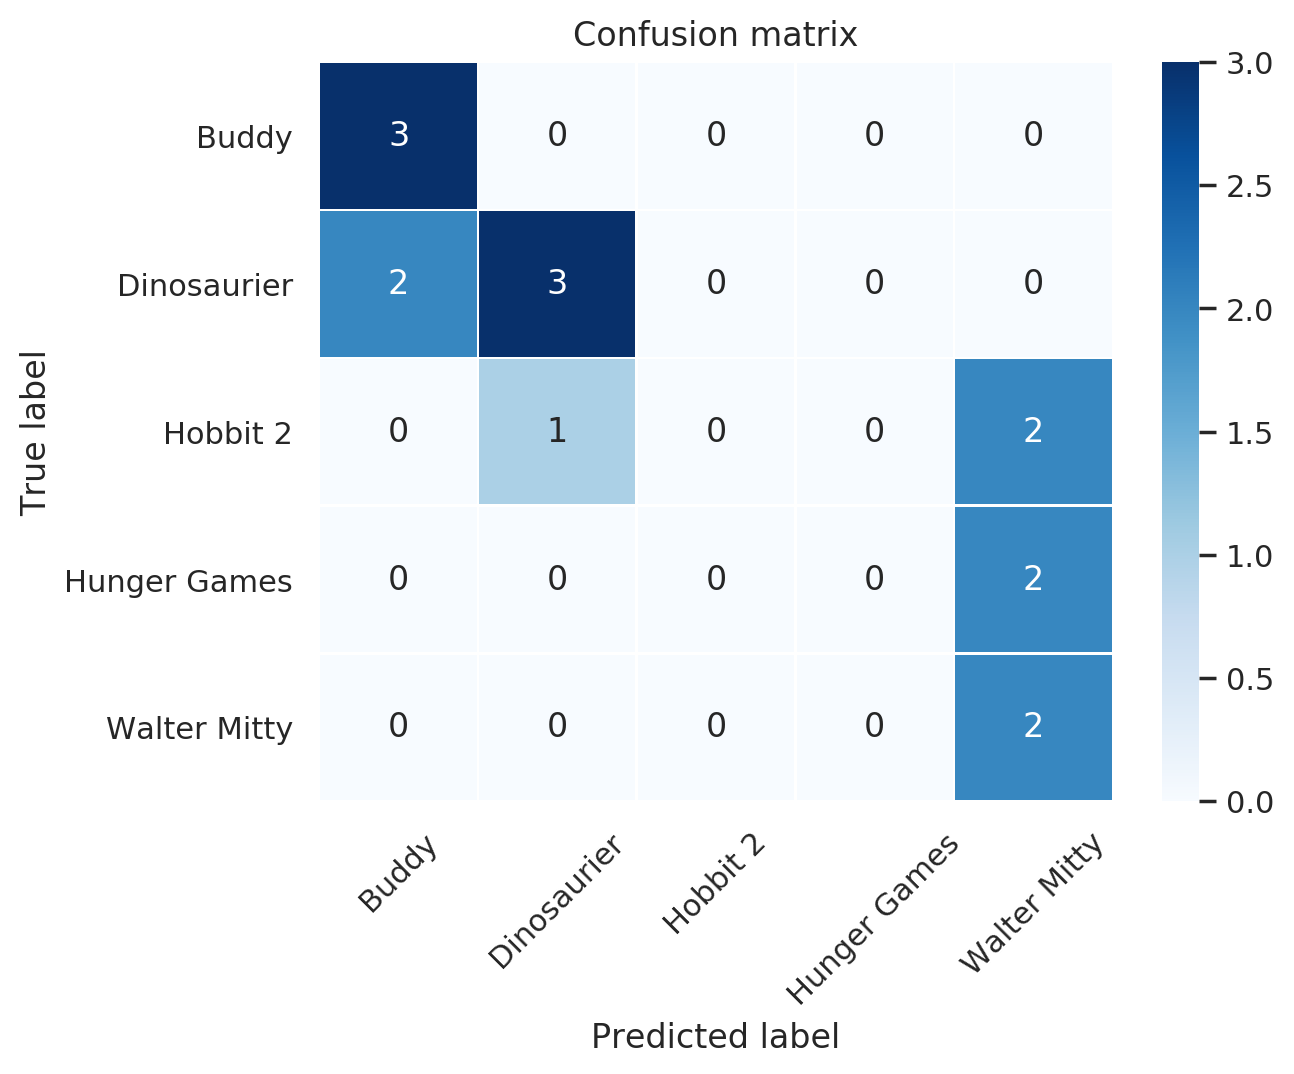 Confusion matrix
Buddy 3 0 0 0 0
Dinosaurier 2 3 0 0 0
Hobbit 2 0 1 0 0 2
Hunger Games 0 0 0 0 2
Walter Mitty 0 0 0 0 2
True label
Buddy Dinosaurier Hobbit 2 Hunger Games Walter Mitty
Predicted label
3.0
2.5
2.0
1.5
1.0
0.5
0.0